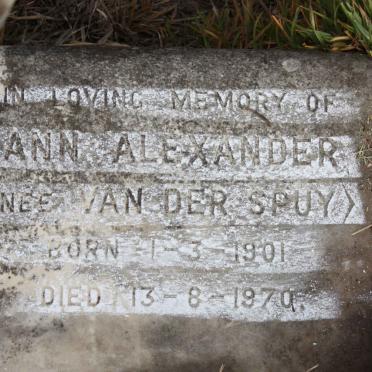 IN LOVING MEMORY OF
ANN ALEXANDER
(NEE VAN DER SPUY)
BORN 1-3-1901
DIED 13-8-1970.